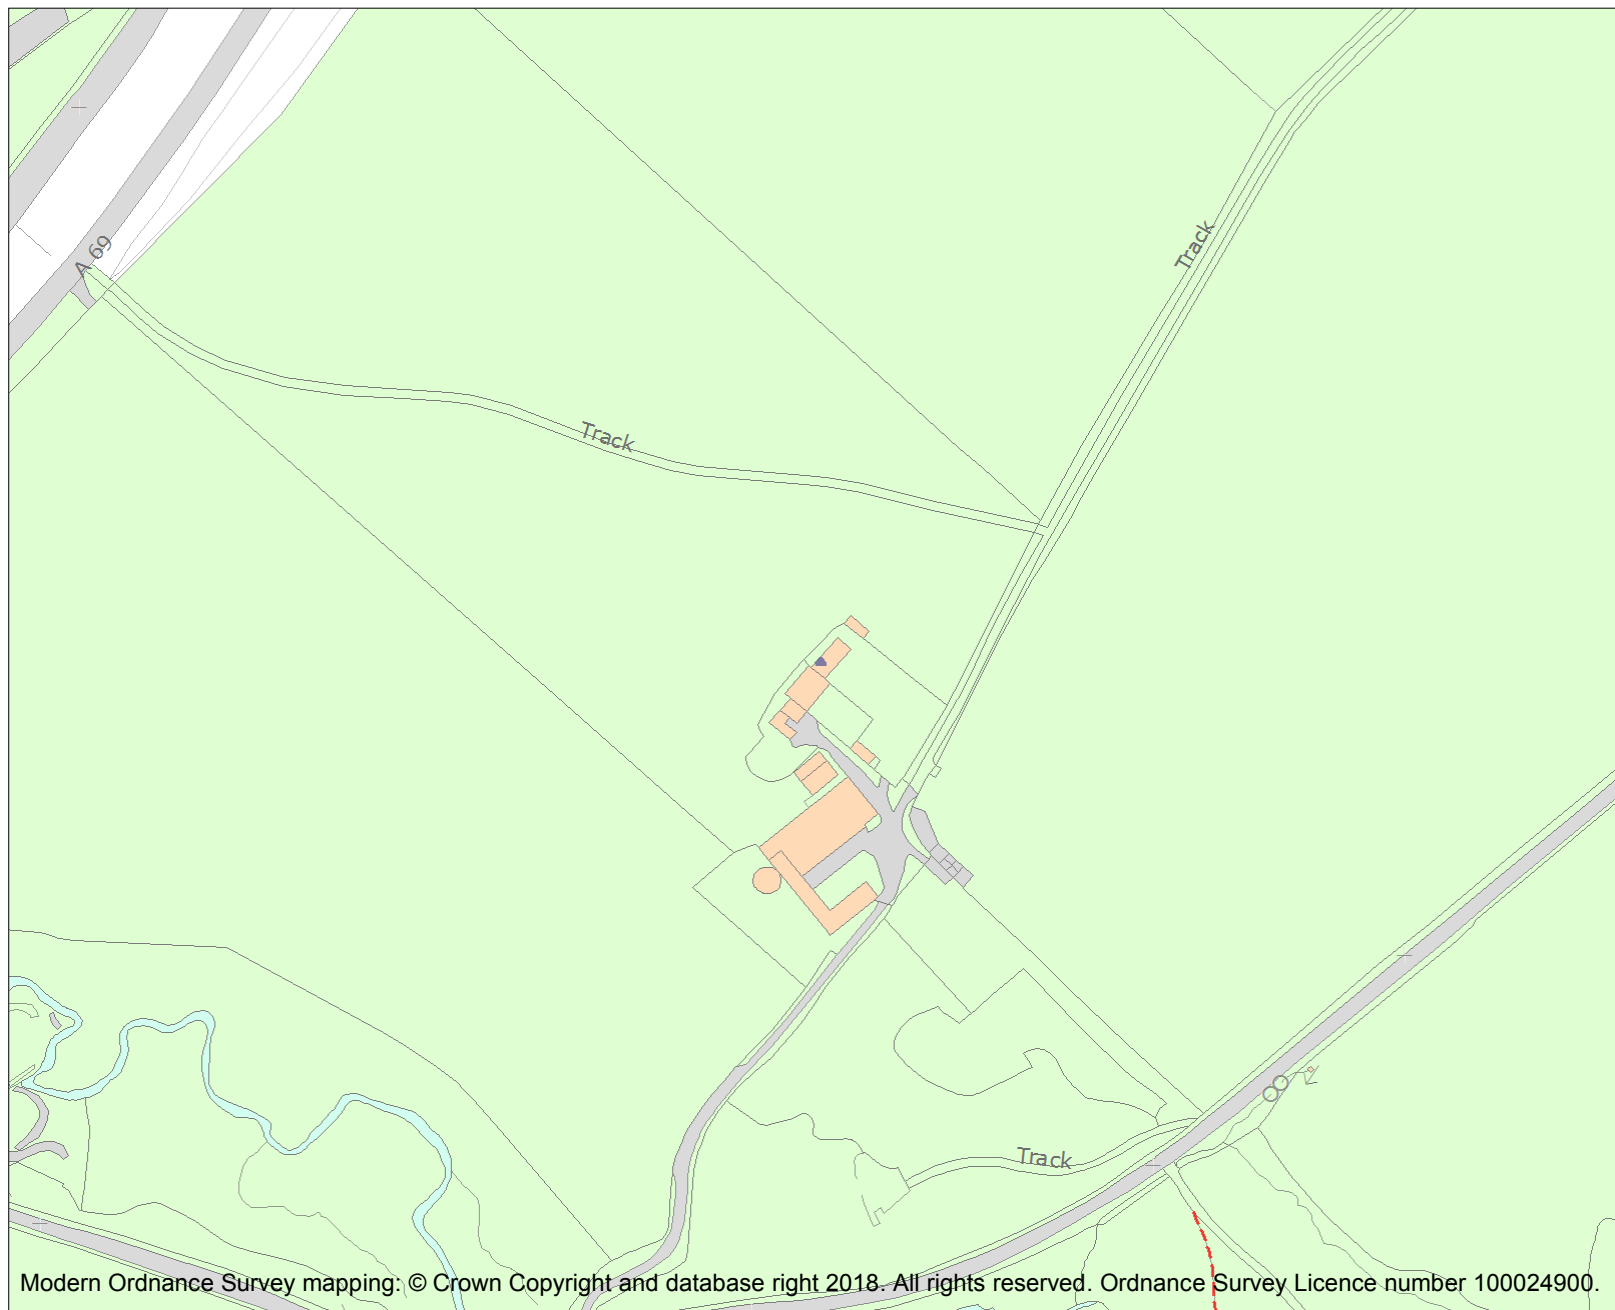 Track
A 69
Track
Track
Modern Ordnance Survey mapping: © Crown Copyright and database right 2018. All rights reserved. Ordnance Survey Licence number 100024900.